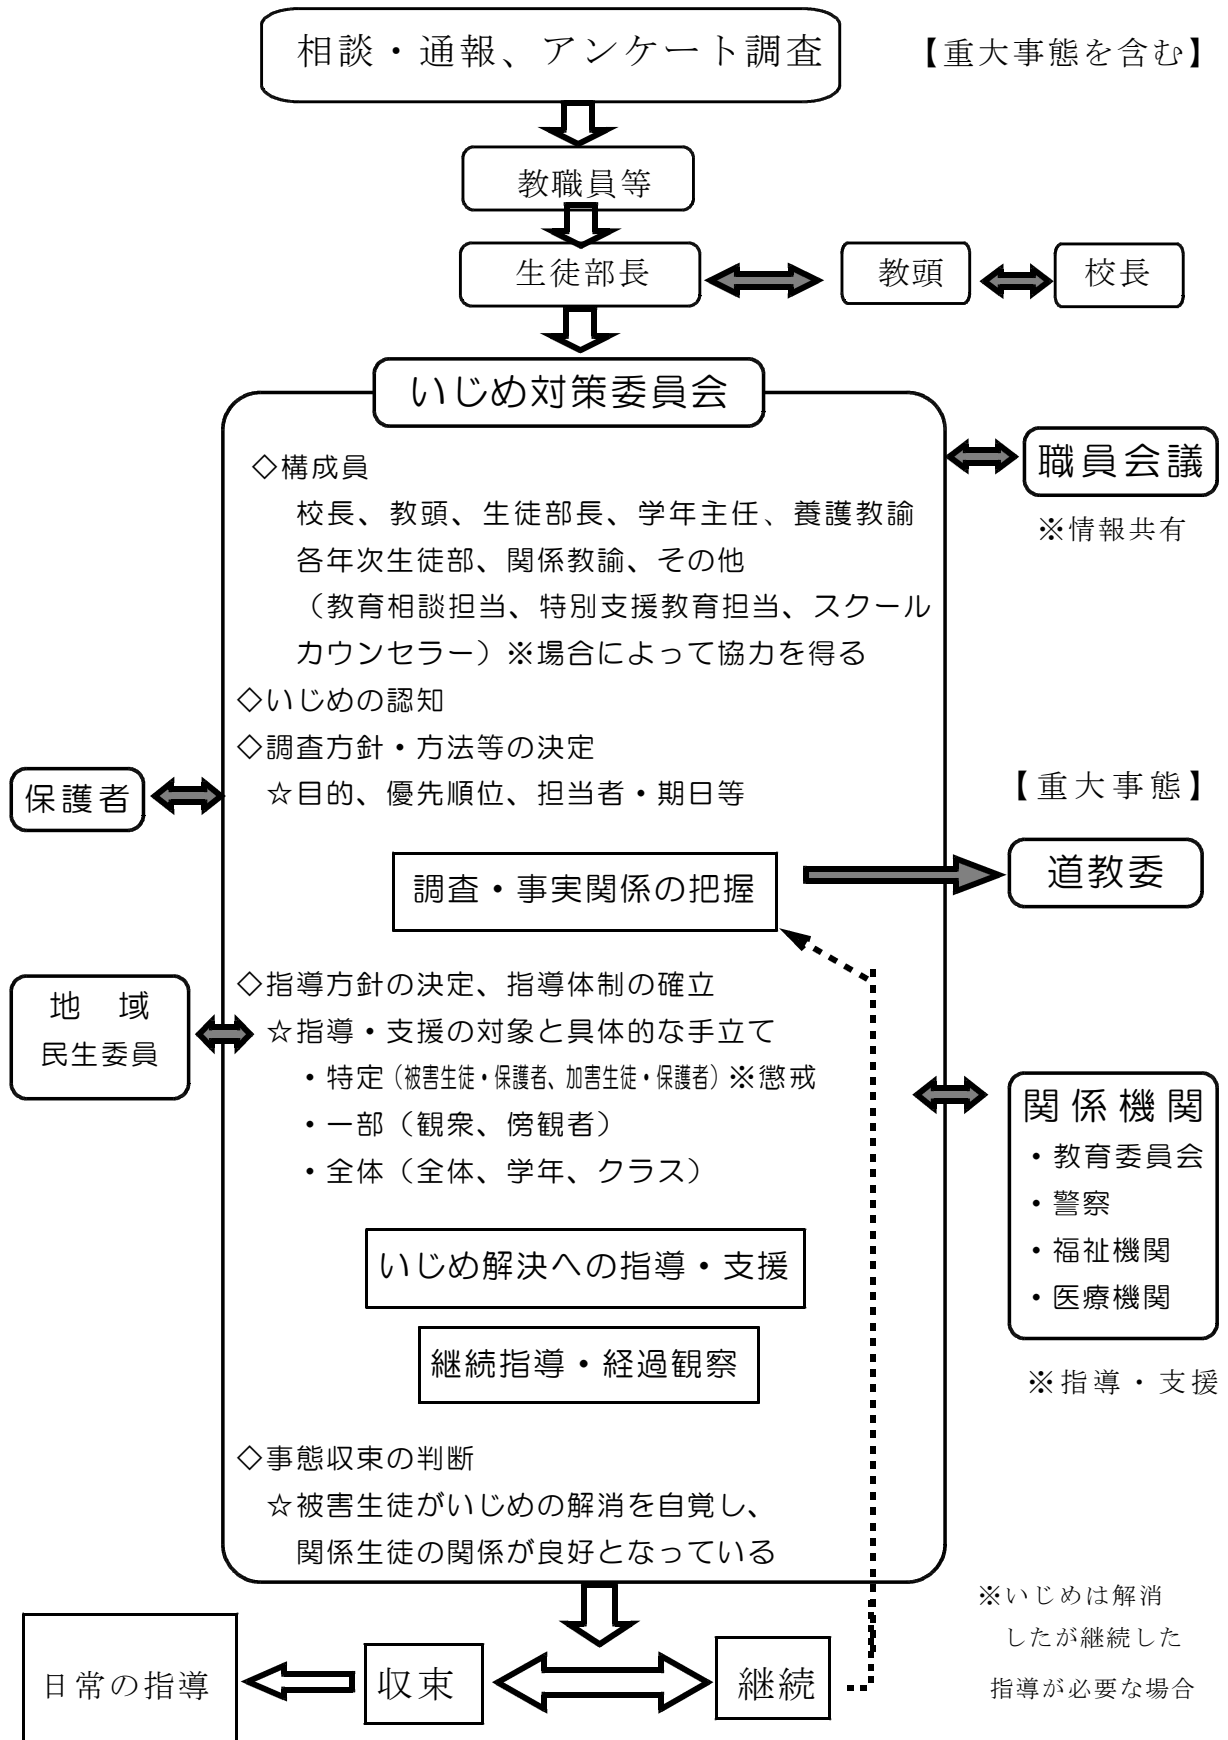 相談・通報、アンケート調査
【重大事態を含む】
教職員等
生徒部長
教頭
校長
いじめ対策委員会
◇構成員
校長、教頭、生徒部長、学年主任、養護教諭
各年次生徒部、関係教諭、その他
（教育相談担当、特別支援教育担当、スクール
カウンセラー）※場合によって協力を得る
職員会議
※情報共有
◇いじめの認知
◇調査方針・方法等の決定
☆目的、優先順位、担当者・期日等
保護者
【重大事態】
調査・事実関係の把握
道教委
◇指導方針の決定、指導体制の確立
☆指導・支援の対象と具体的な手立て
・特定（被害生徒・保護者、加害生徒・保護者）※懲戒
・一部（観衆、傍観者）
・全体（全体、学年、クラス）
地　域
民生委員
関係機関
・教育委員会
・警察
・福祉機関
・医療機関
※指導・支援
いじめ解決への指導・支援
継続指導・経過観察
◇事態収束の判断
☆被害生徒がいじめの解消を自覚し、
関係生徒の関係が良好となっている
※いじめは解消
したが継続した
指導が必要な場合
日常の指導
収束
継続